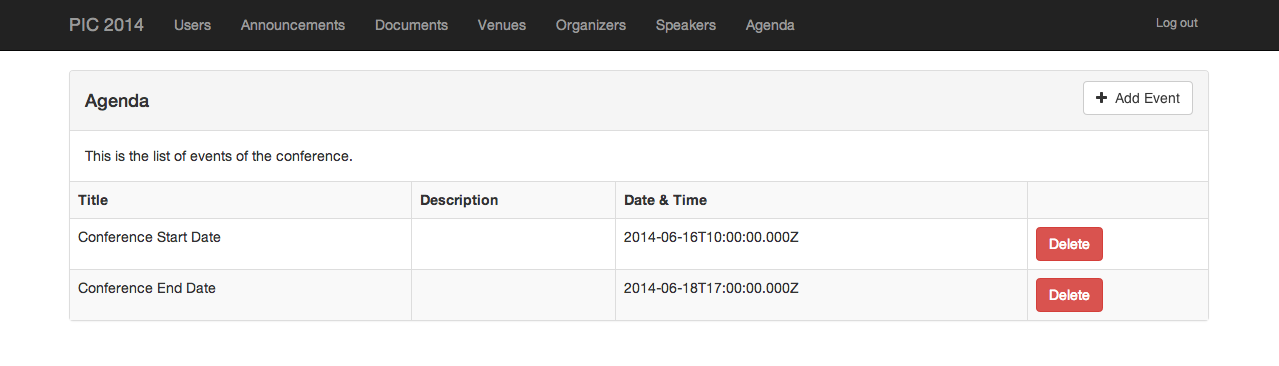 PIC 2014 Users Announcements Documents Venues Organizers Speakers Agenda Log out
Agenda + Add Event
This is the list of events of the conference.
Title Description Date & Time
Conference Start Date 2014-06-16T10:00:00.000Z Delete
Conference End Date 2014-06-18T17:00:00.000Z Delete